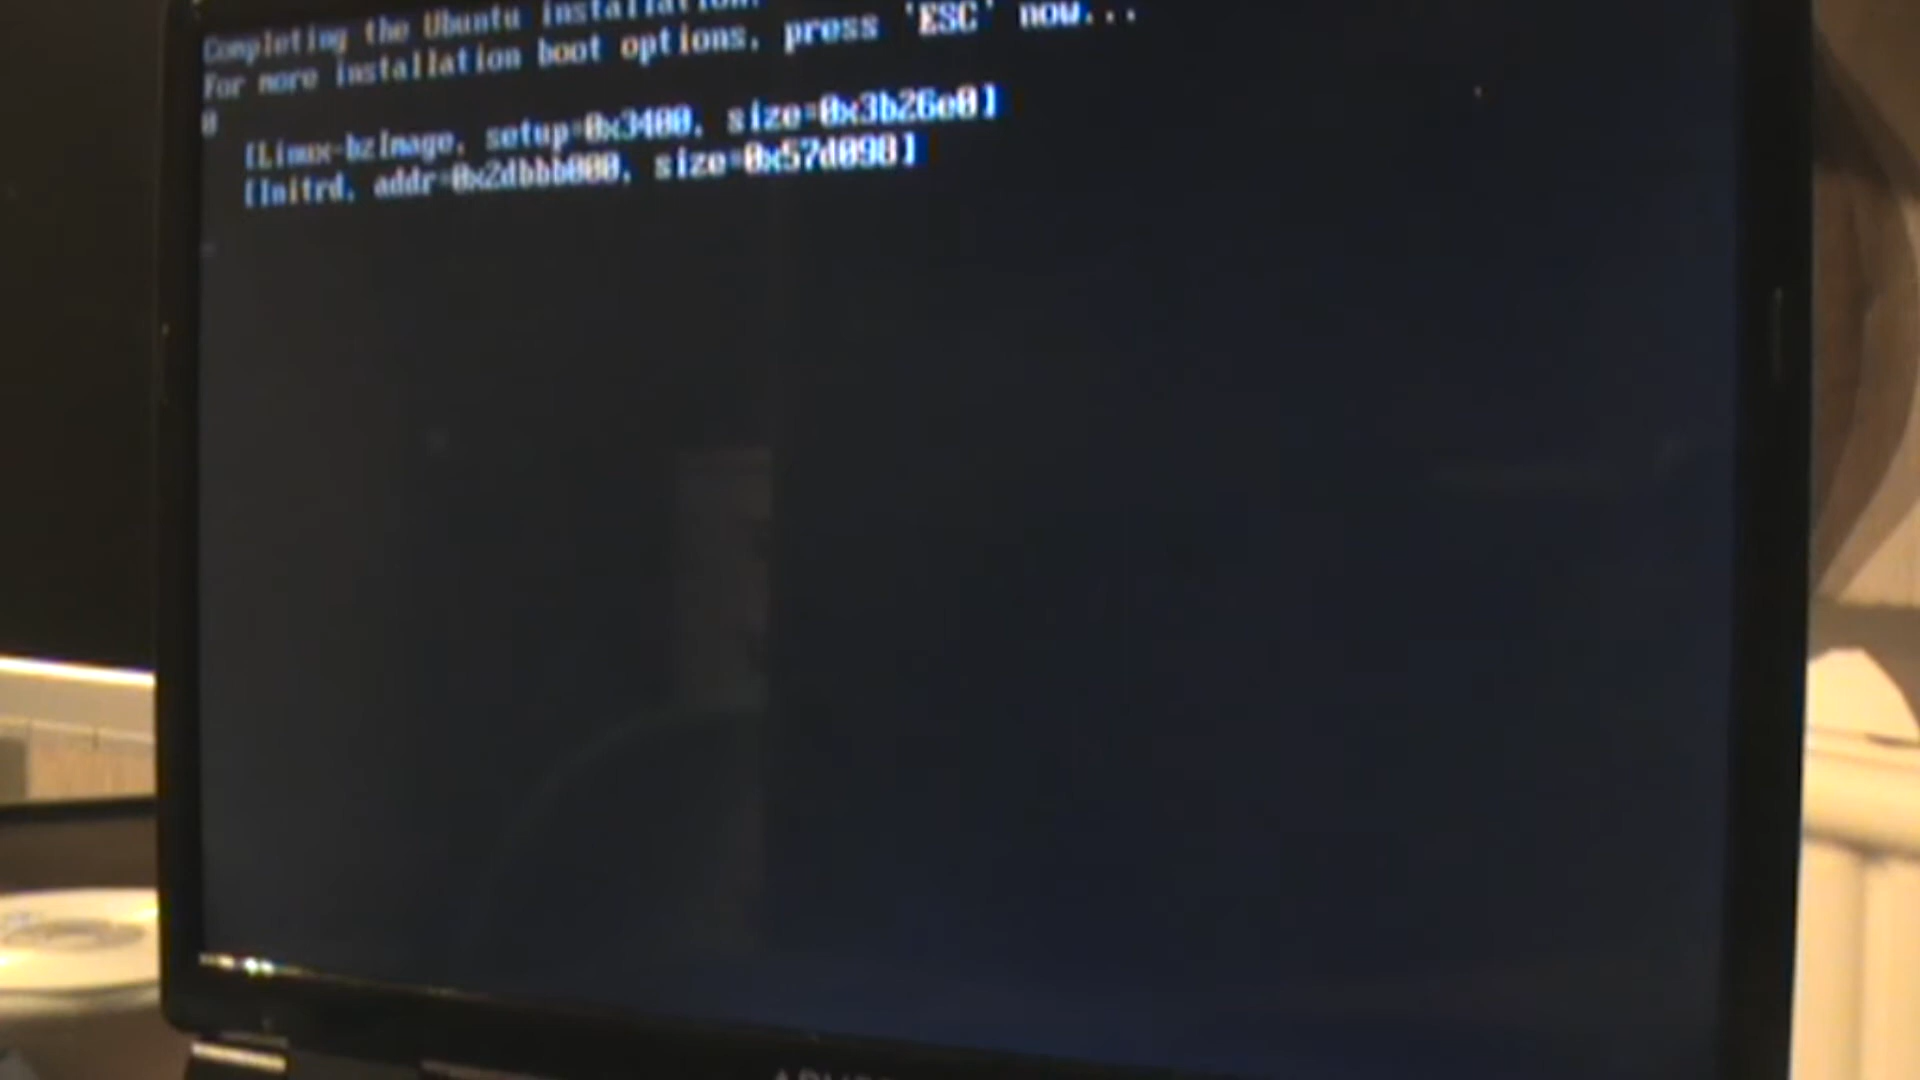 Completing the Ubuntu installation.
For more installation boot options, press 'ESC' now...
0
[Linux-bzImage, setup=0x3400, size=0x3b26e0]
[Initrd, addr=0x2dbbb000, size=0x57d098]